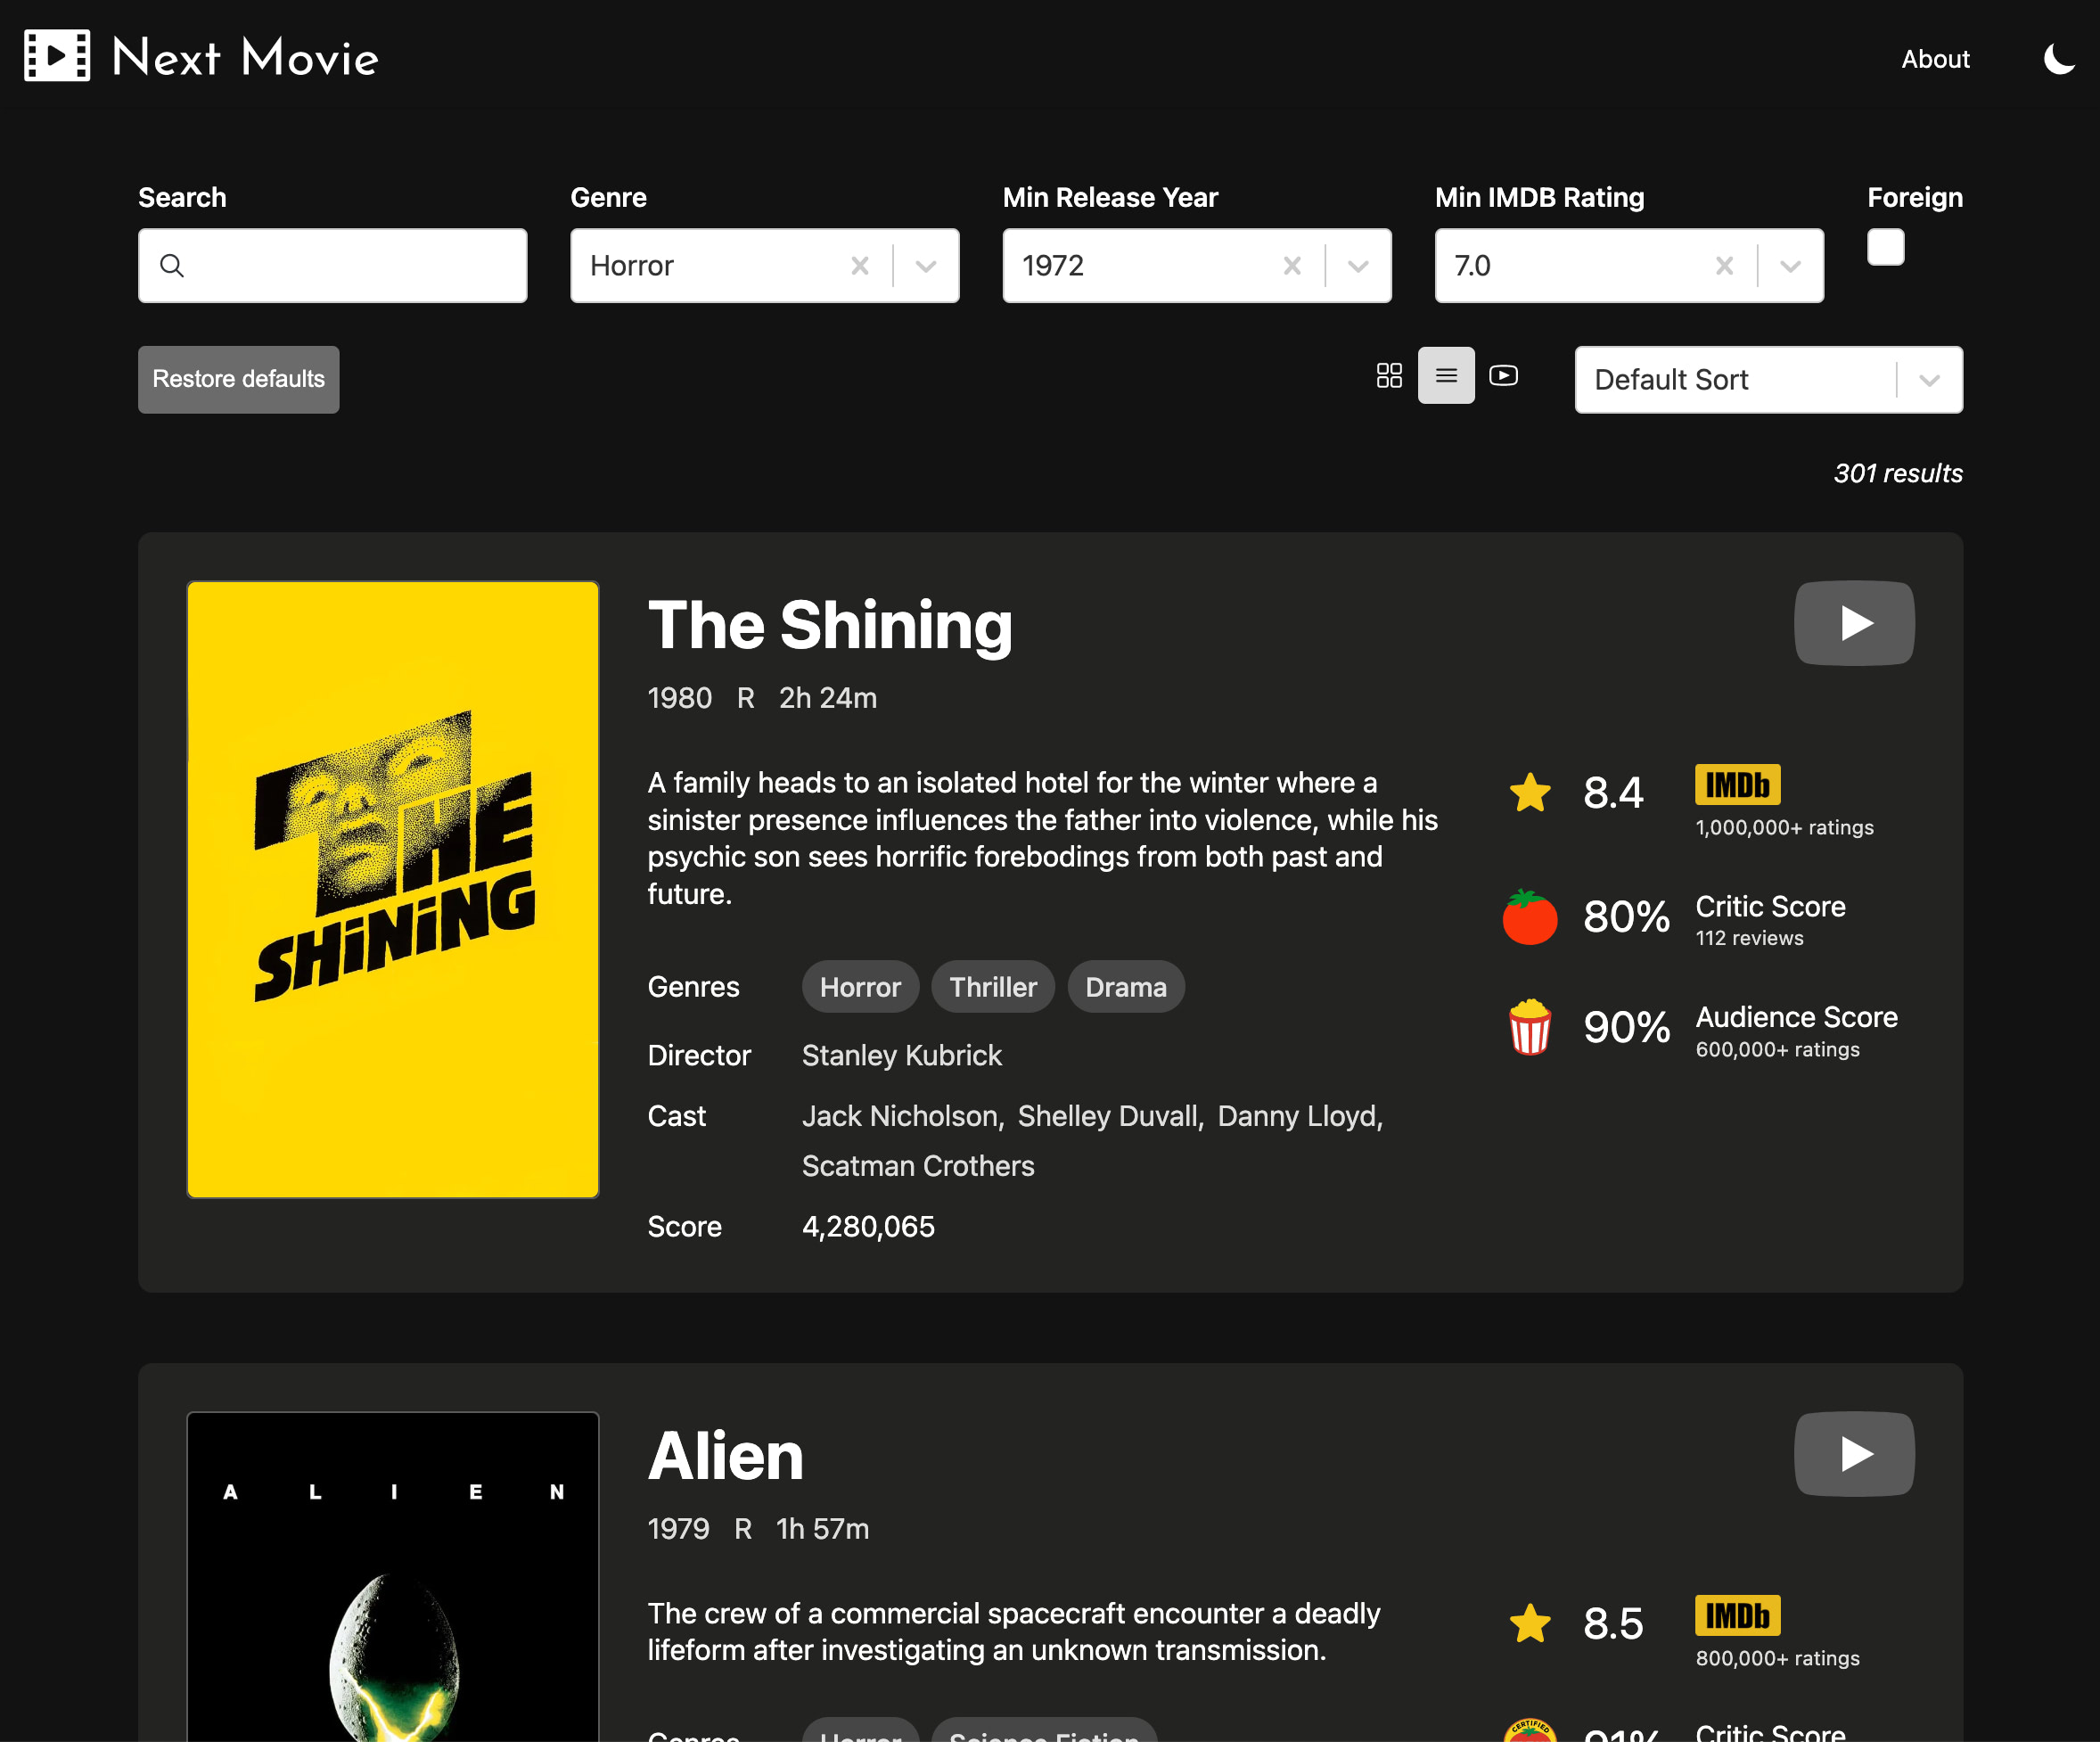 Next Movie
About
Search
Genre
Min Release Year
Min IMDB Rating
Foreign
Horror
1972
7.0
Restore defaults
Default Sort
301 results
THE
SHiNiNG
The Shining
1980 R 2h 24m
A family heads to an isolated hotel for the winter where a
sinister presence influences the father into violence, while his
psychic son sees horrific forebodings from both past and
future.
Genres Horror Thriller Drama
Director Stanley Kubrick
Cast Jack Nicholson, Shelley Duvall, Danny Lloyd,
Scatman Crothers
Score 4,280,065
8.4 IMDb
1,000,000+ ratings
80% Critic Score
112 reviews
90% Audience Score
600,000+ ratings
A L I E N
Alien
1979 R 1h 57m
The crew of a commercial spacecraft encounter a deadly
lifeform after investigating an unknown transmission.
8.5 IMDb
800,000+ ratings
Genres Horror Science Fiction
CERTIFIED
91% Critic Score